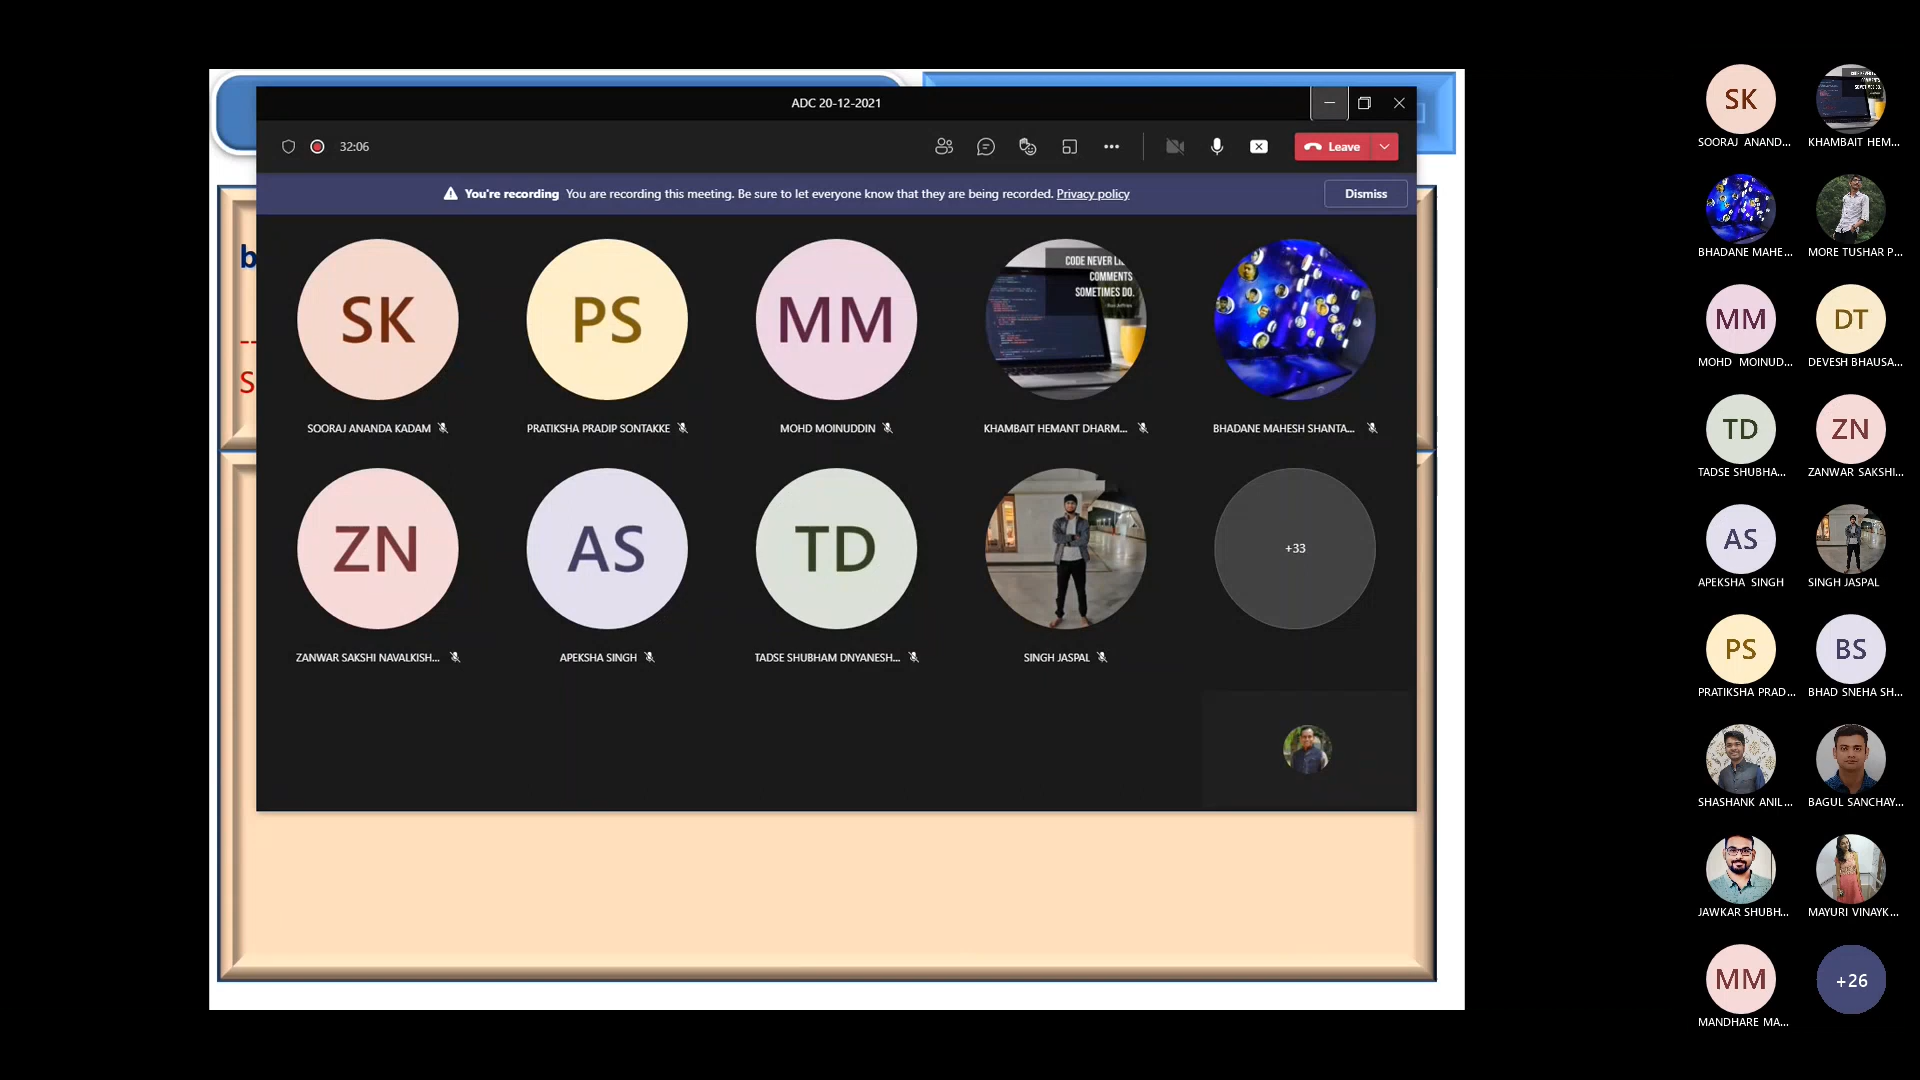 ADC 20-12-2021
32:06
Leave
You're recording You are recording this meeting. Be sure to let everyone know that they are being recorded. Privacy policy
Dismiss
b
--
S
SK
PS
MM
CODE NEVER LIE
COMMENTS
SOMETIMES DO.
SOORAJ ANANDA KADAM
PRATIKSHA PRADIP SONTAKKE
MOHD MOINUDDIN
KHAMBAIT HEMANT DHARM...
BHADANE MAHESH SHANTA...
ZN
AS
TD
+33
ZANWAR SAKSHI NAVALKISH...
APEKSHA SINGH
TADSE SHUBHAM DNYANESH...
SINGH JASPAL
SK
SOORAJ ANAND...
KHAMBAIT HEM...
BHADANE MAHE...
MORE TUSHAR P...
MM
DT
MOHD MOINUD...
DEVESH BHAUSA...
TD
ZN
TADSE SHUBHA...
ZANWAR SAKSHI...
AS
APEKSHA SINGH
SINGH JASPAL
PS
BS
PRATIKSHA PRAD...
BHAD SNEHA SH...
SHASHANK ANIL...
BAGUL SANCHAY...
JAWKAR SHUBH...
MAYURI VINAYK...
MM
+26
MANDHARE MA...